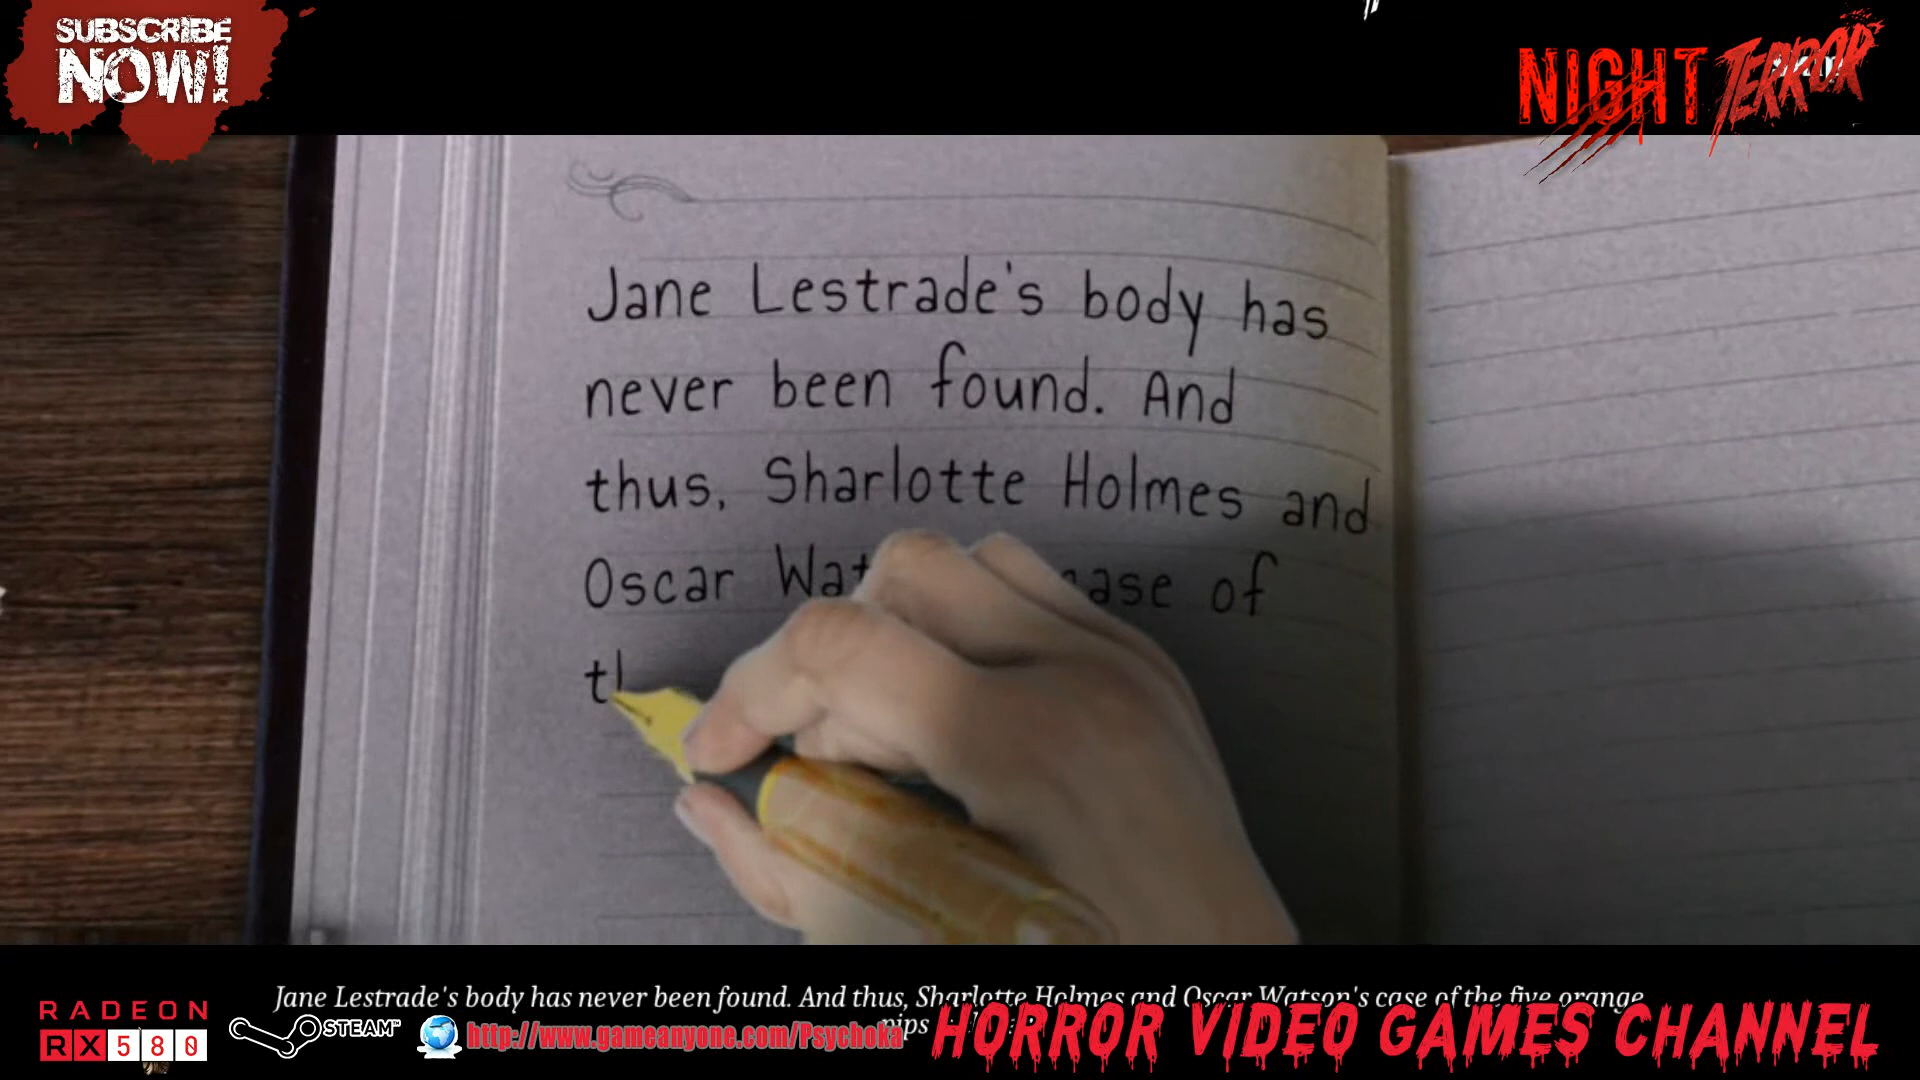 SUBSCRIBE
NOW!
NIGHT TERROR
Jane Lestrade's body has
never been found. And
thus, Sharlotte Holmes and
Oscar Wat ase of
th
Jane Lestrade's body has never been found. And thus, Sharlotte Holmes and Oscar Watson's case of the five orange
pips
RADEON
RX 580
STEAM™
http://www.gameanyone.com/Psychoka
HORROR VIDEO GAMES CHANNEL